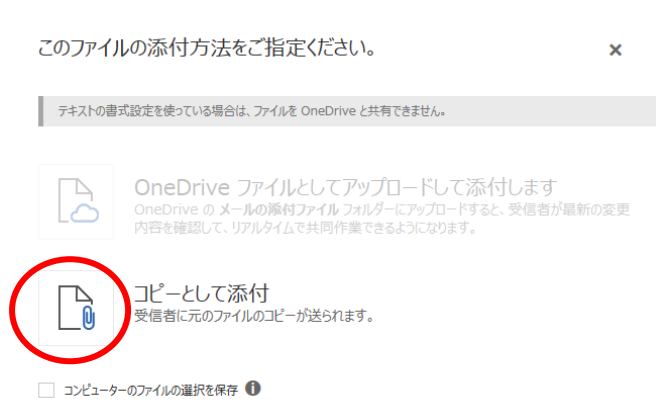 このファイルの添付方法をご指定ください。
テキストの書式設定を使っている場合は、ファイルを OneDrive と共有できません。
OneDrive ファイルとしてアップロードして添付します
OneDrive の メールの添付ファイル フォルダーにアップロードすると、受信者が最新の変更
内容を確認して、リアルタイムで共同作業できるようになります。
コピーとして添付
受信者に元のファイルのコピーが送られます。
コンピューターのファイルの選択を保存